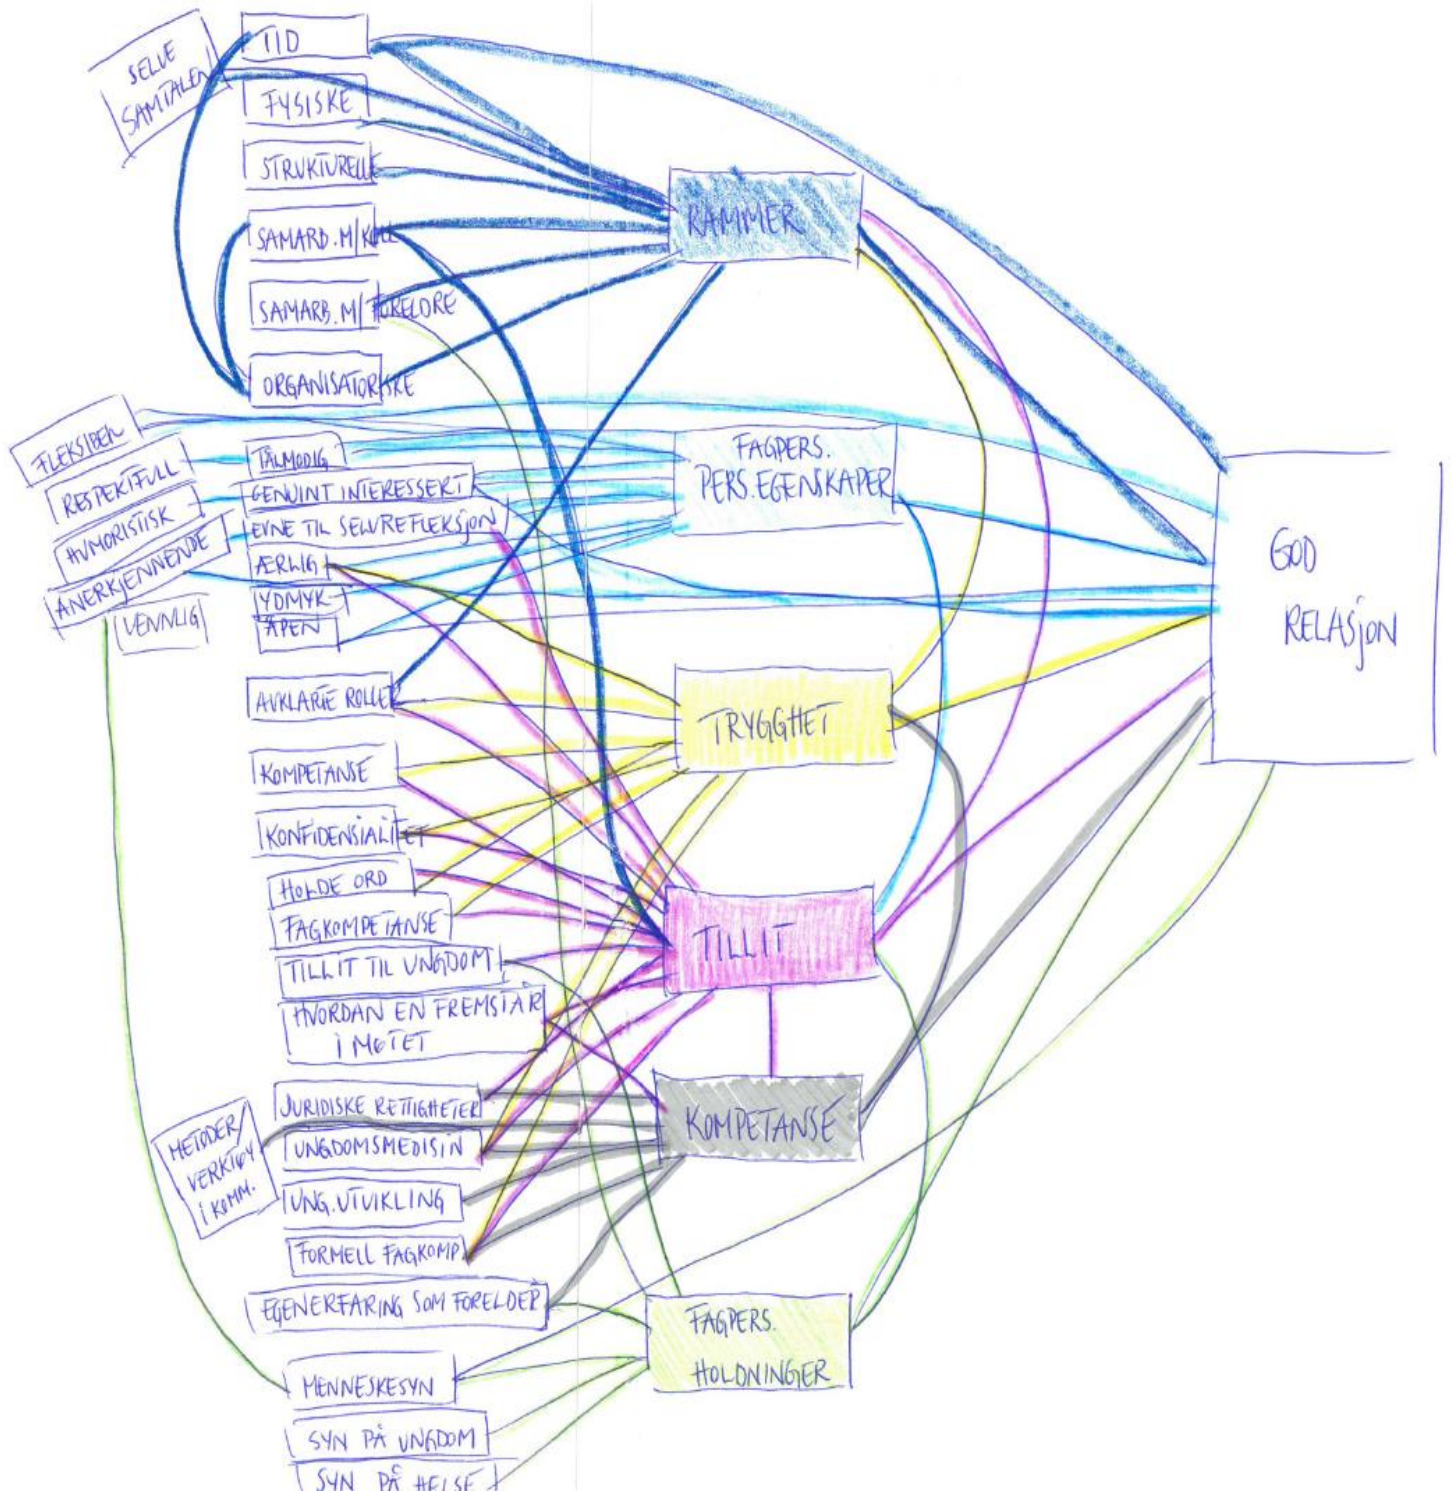 SELVE
SAMTALEN
TID
FYSISKE
STRUKTURELLE
SAMARB. M/KOLL
SAMARB. M/FORELDRE
ORGANISATORISKE
FLEKSIBEL
RESPEKTFULL
HUMORISTISK
ANERKJENNENDE
VENNLIG
TÅLMODIG
GENUINT INTERESSERT
EVNE TIL SELVREFLEKSJON
ÆRLIG
YDMYK
ÅPEN
AVKLARTE ROLLER
KOMPETANSE
KONFIDENSIALITET
HOLDE ORD
FAGKOMPETANSE
TILLIT TIL UNGDOM
HVORDAN EN FREMSTÅR
I MØTET
JURIDISKE RETTIGHETER
METODER/
VERKTØY
I KOMM.
UNGDOMSMEDISIN
UNG. UTVIKLING
FORMELL FAGKOMP
EGENERFARING SOM FORELDER
MENNESKESYN
SYN PÅ UNGDOM
SYN PÅ HELSE
RAMMER
FAGPERS.
PERS. EGENSKAPER
TRYGGHET
TILLIT
KOMPETANSE
FAGPERS.
HOLDNINGER
GOD
RELASJON